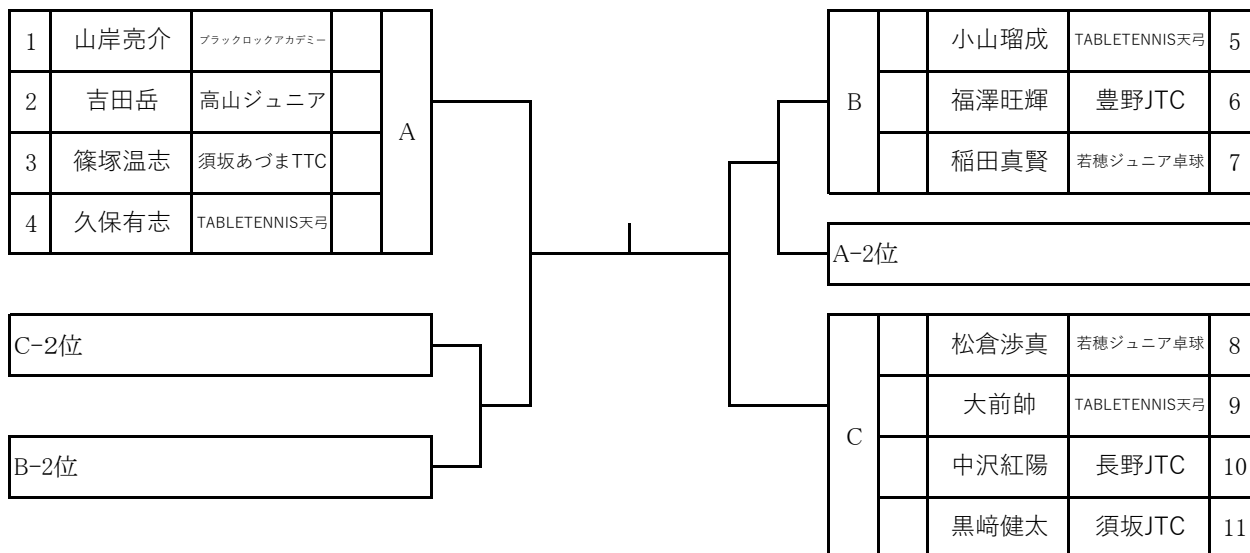 1 山岸亮介 ブラックロックアカデミー
2 吉田岳 高山ジュニア
3 篠塚温志 須坂あづまTTC
4 久保有志 TABLETENNIS天弓
A
C-2位
B-2位
B
小山瑠成 TABLETENNIS天弓 5
福澤旺輝 豊野JTC 6
稲田真賢 若穂ジュニア卓球 7
A-2位
C
松倉渉真 若穂ジュニア卓球 8
大前帥 TABLETENNIS天弓 9
中沢紅陽 長野JTC 10
黒﨑健太 須坂JTC 11